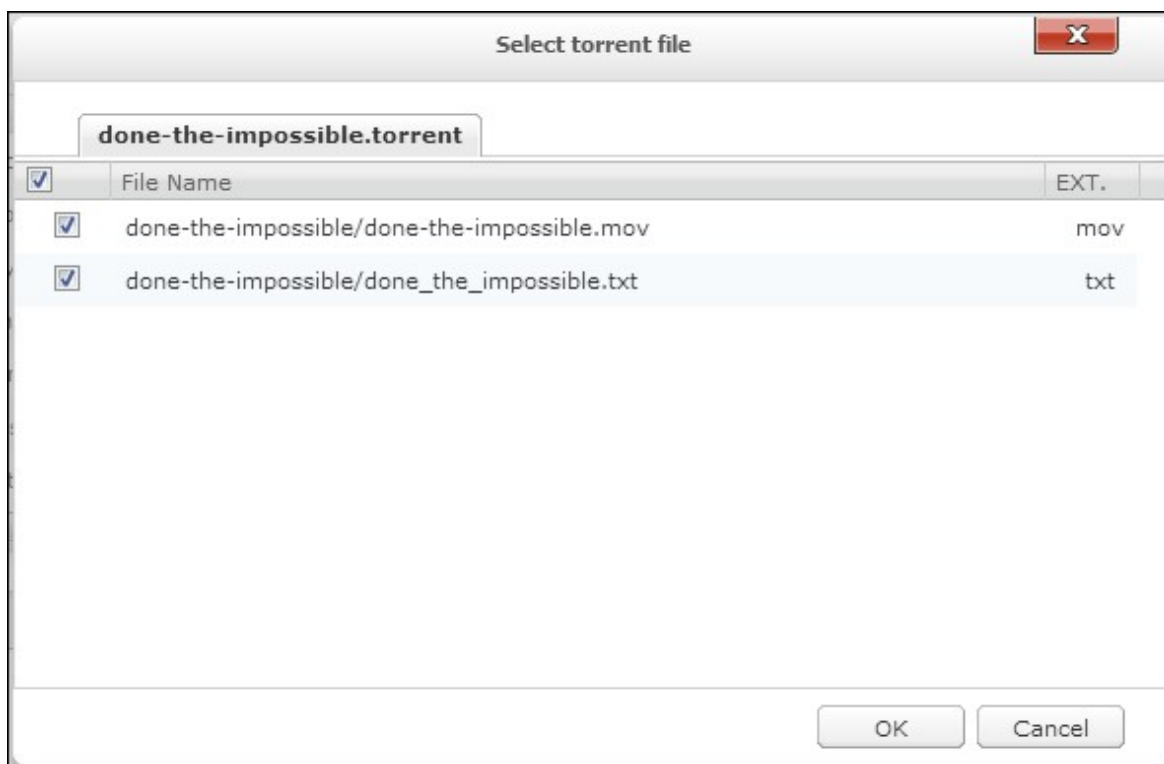 Select torrent file
x
done-the-impossible.torrent
File Name EXT.
done-the-impossible/done-the-impossible.mov mov
done-the-impossible/done_the_impossible.txt txt
OK Cancel